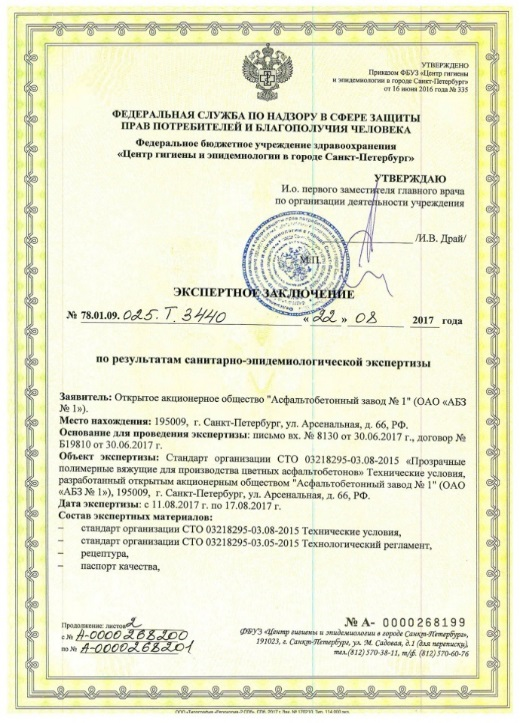 УТВЕРЖДЕНО
Приказом ФБУЗ «Центр гигиены
и эпидемиологии в городе Санкт-Петербург»
от 16 июня 2016 года № 335
ФЕДЕРАЛЬНАЯ СЛУЖБА ПО НАДЗОРУ В СФЕРЕ ЗАЩИТЫ
ПРАВ ПОТРЕБИТЕЛЕЙ И БЛАГОПОЛУЧИЯ ЧЕЛОВЕКА
Федеральное бюджетное учреждение здравоохранения
«Центр гигиены и эпидемиологии в городе Санкт-Петербург»
УТВЕРЖДАЮ
И.о. первого заместителя главного врача
по организации деятельности учреждения
/И.В. Драй/
М.П.
ЭКСПЕРТНОЕ ЗАКЛЮЧЕНИЕ
№ 78.01.09. 025.Т.3440 « 22 » 08 2017 года
по результатам санитарно-эпидемиологической экспертизы
Заявитель: Открытое акционерное общество "Асфальтобетонный завод № 1" (ОАО «АБЗ
№ 1»).
Место нахождения: 195009, г. Санкт-Петербург, ул. Арсенальная, д. 66, РФ.
Основание для проведения экспертизы: письмо вх. № 8130 от 30.06.17 г., договор №
Б19810 от 30.06.2017 г.
Объект экспертизы: Стандарт организации СТО 03218295-03.08-2015 «Прозрачные
полимерные вяжущие для производства цветных асфальтобетонов» Технические условия,
разработанный открытым акционерным обществом "Асфальтобетонный завод № 1" (ОАО
«АБЗ № 1»), 195009, г. Санкт-Петербург, ул. Арсенальная, д. 66, РФ.
Дата экспертизы: с 11.08.2017 г. по 17.08.2017 г.
Состав экспертных материалов:
– стандарт организации СТО 03218295-03.08-2015 Технические условия,
– стандарт организации СТО 03218295-03.05-2015 Технологический регламент,
– рецептура,
– паспорт качества,
Продолжение: листов 2
с № А-0000268200
по № А-0000268201
№ А- 0000268199
ФБУЗ «Центр гигиены и эпидемиологии в городе Санкт-Петербург»,
191023, г. Санкт-Петербург, ул. М. Садовая, д.1 (для переписки),
тел.(812) 570-38-11, т/ф. (812) 570-60-76